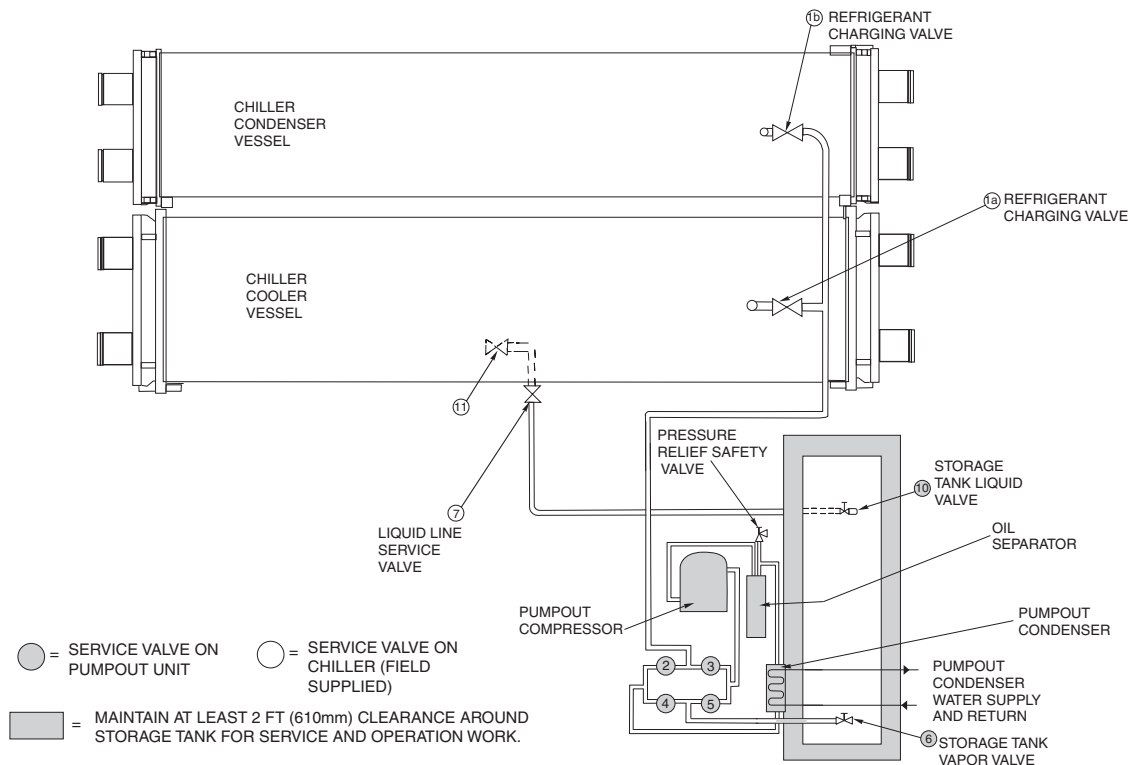 1b
REFRIGERANT
CHARGING VALVE
CHILLER
CONDENSER
VESSEL
1a
REFRIGERANT
CHARGING VALVE
CHILLER
COOLER
VESSEL
11
PRESSURE
RELIEF SAFETY
VALVE
7
LIQUID LINE
SERVICE
VALVE
10
STORAGE
TANK LIQUID
VALVE
OIL
SEPARATOR
PUMPOUT
COMPRESSOR
PUMPOUT
CONDENSER
2
3
4
5
PUMPOUT
CONDENSER
WATER SUPPLY
AND RETURN
6
STORAGE TANK
VAPOR VALVE
= SERVICE VALVE ON
PUMPOUT UNIT
= SERVICE VALVE ON
CHILLER (FIELD
SUPPLIED)
= MAINTAIN AT LEAST 2 FT (610mm) CLEARANCE AROUND
STORAGE TANK FOR SERVICE AND OPERATION WORK.